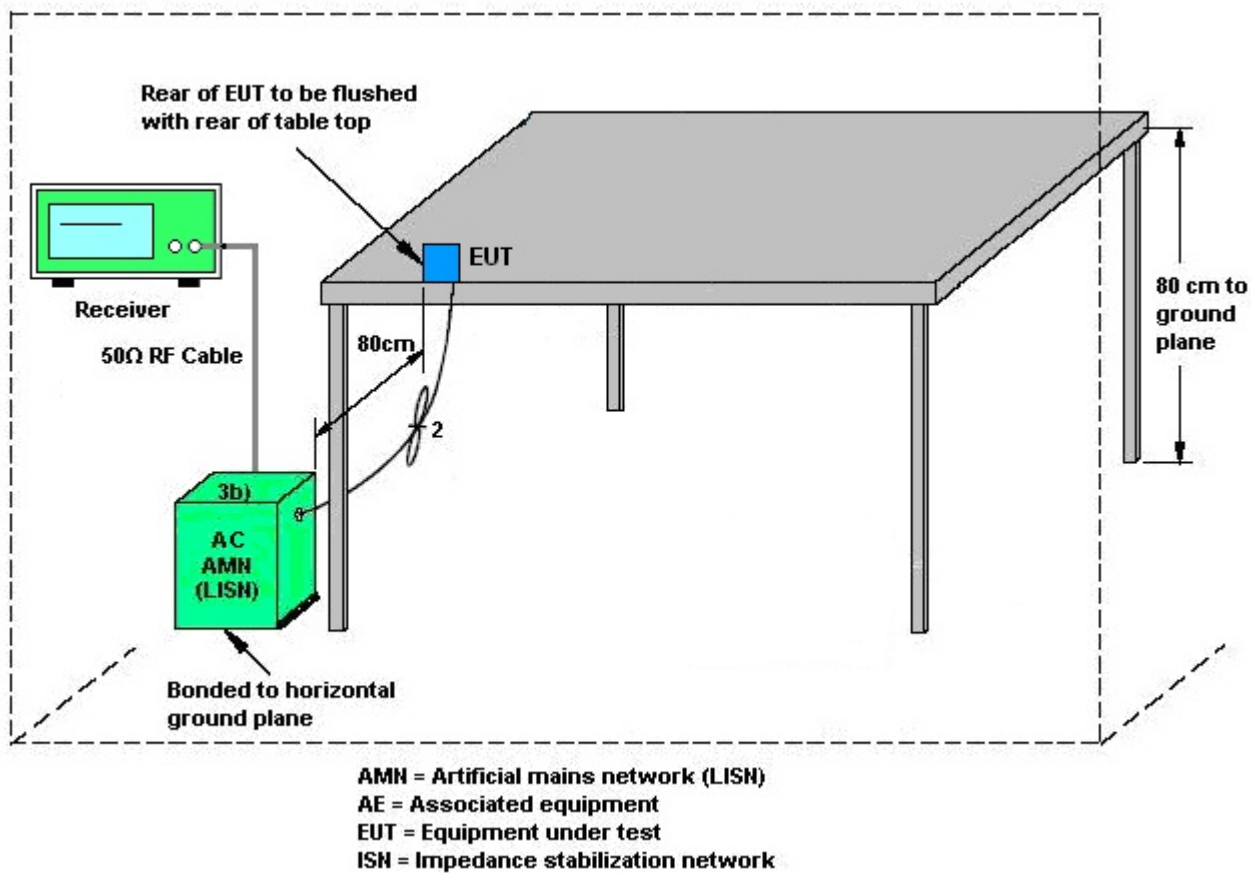 Rear of EUT to be flushed
with rear of table top
EUT
Receiver
50Ω RF Cable
80cm
2
80 cm to
ground
plane
3b)
AC
AMN
(LISN)
Bonded to horizontal
ground plane
AMN = Artificial mains network (LISN)
AE = Associated equipment
EUT = Equipment under test
ISN = Impedance stabilization network